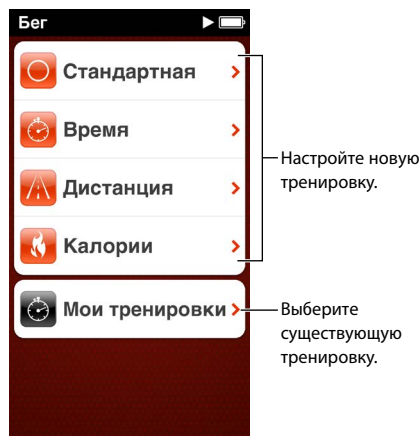 Бег
Стандартная
Время
Дистанция
Калории
Мои тренировки
Настройте новую
тренировку.
Выберите
существующую
тренировку.